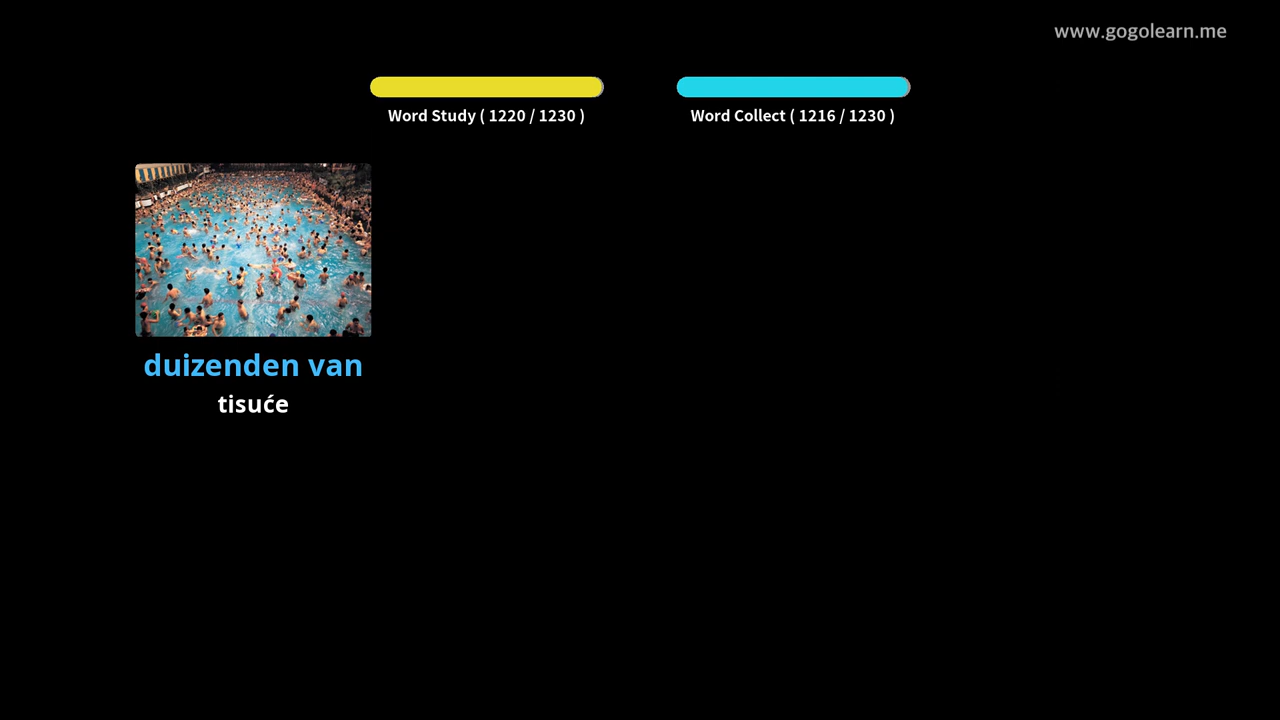 www.gogolearn.me
Word Study ( 1220 / 1230 )
Word Collect ( 1216 / 1230 )
duizenden van
tisuće